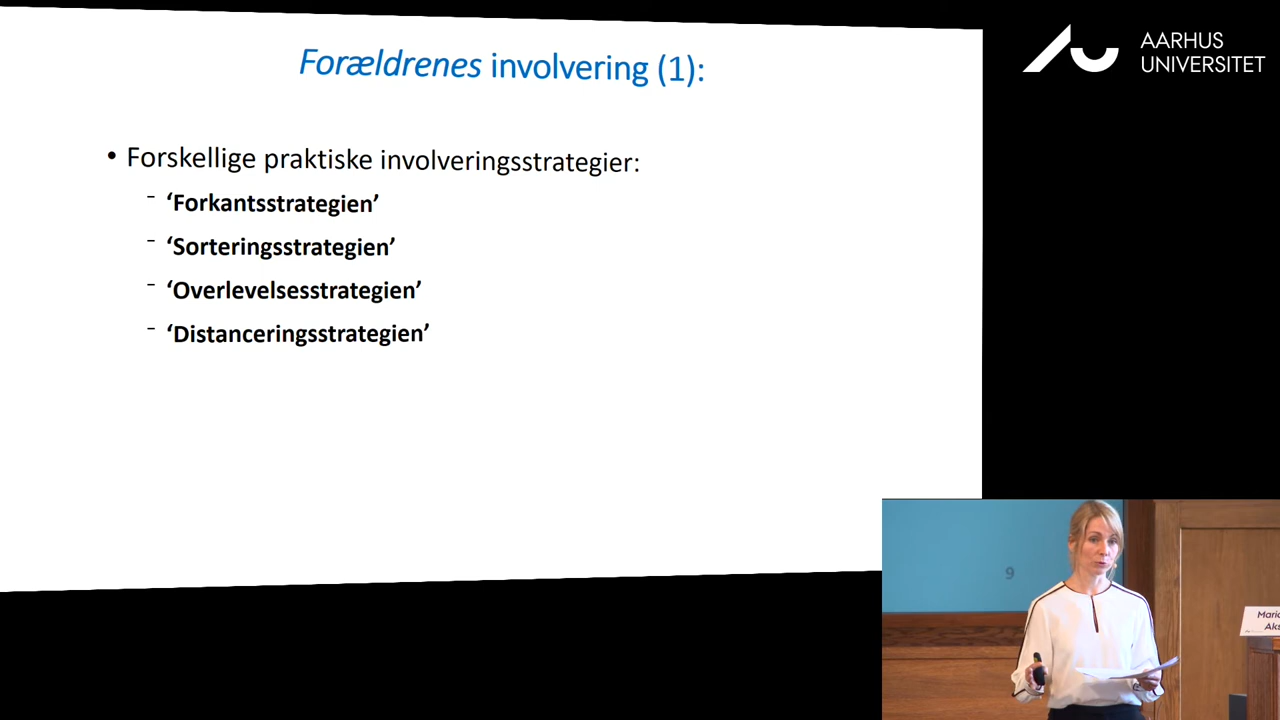 Forældrenes involvering (1):
AARHUS
UNIVERSITET
• Forskellige praktiske involveringsstrategier:
- ‘Forkantsstrategien’
- ‘Sorteringsstrategien’
- ‘Overlevelsesstrategien’
- ‘Distanceringsstrategien’
9